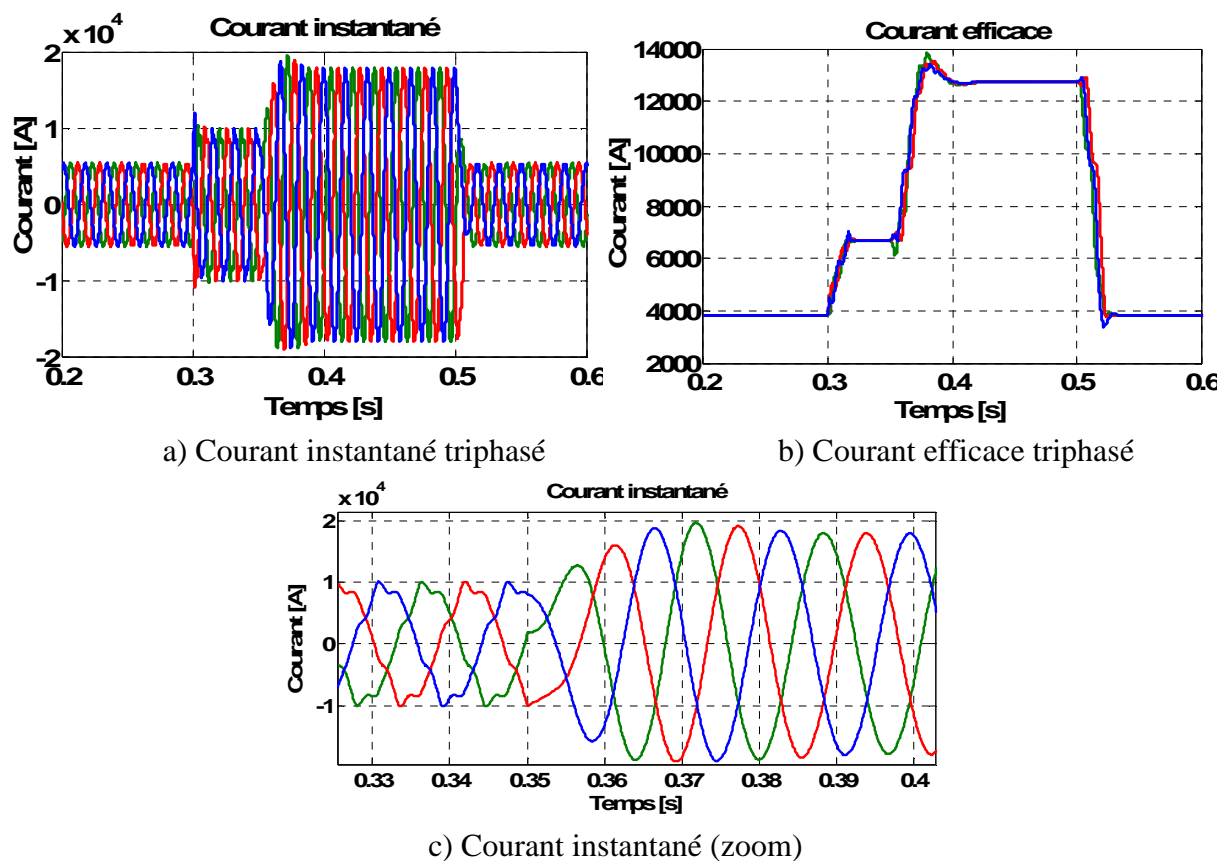 Courant instantané
x 10^4
2
1
0
-1
-2
0.2 0.3 0.4 0.5 0.6
Courant [A]
Temps [s]
a) Courant instantané triphasé
Courant efficace
14000
12000
10000
8000
6000
4000
2000
0.2 0.3 0.4 0.5 0.6
Courant [A]
Temps [s]
b) Courant efficace triphasé
Courant instantané
x 10^4
2
1
0
-1
0.33 0.34 0.35 0.36 0.37 0.38 0.39 0.4
Courant [A]
Temps [s]
c) Courant instantané (zoom)